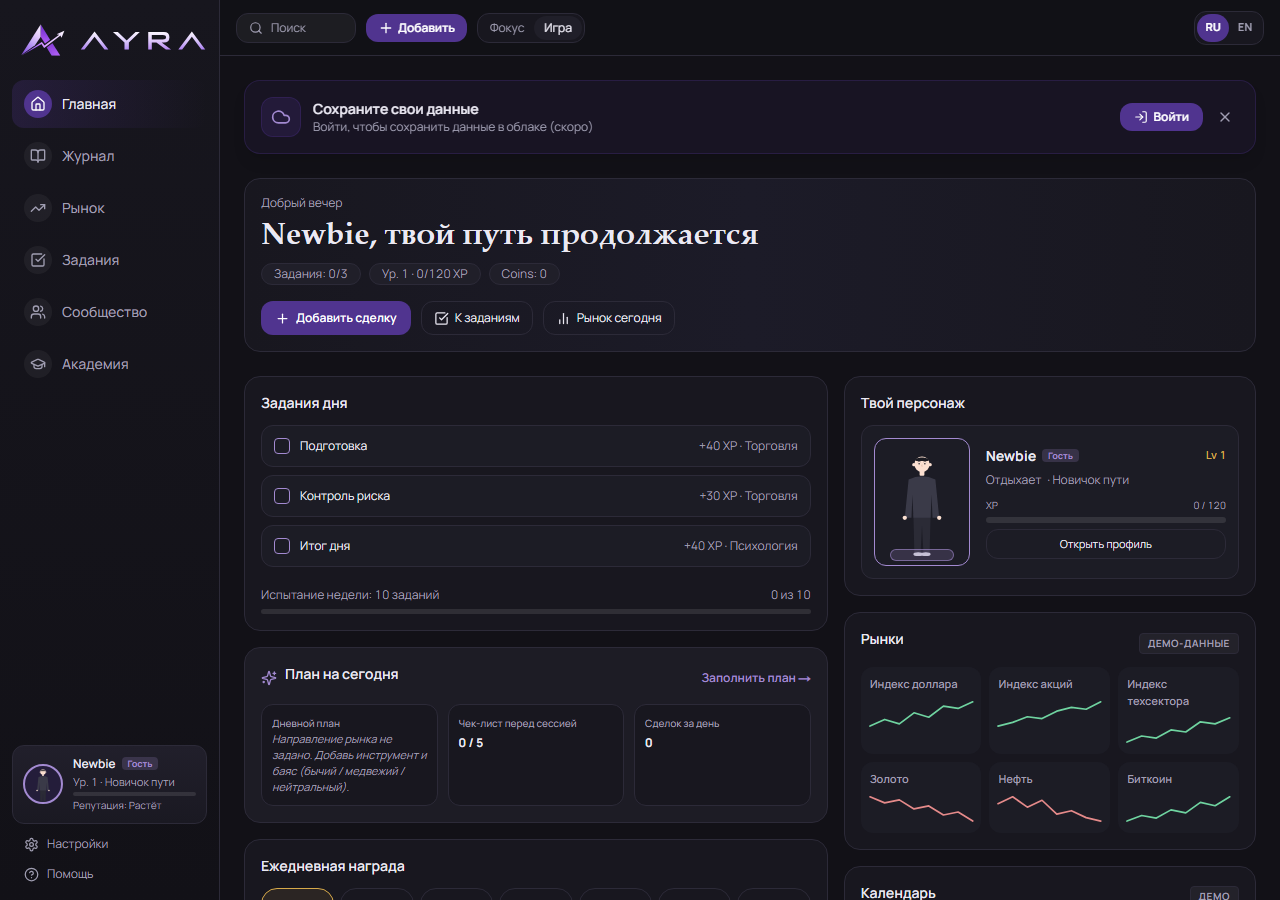 AYRA
Поиск
Добавить
Фокус
Игра
RU
EN
Главная
Журнал
Рынок
Задания
Сообщество
Академия
Сохраните свои данные
Войти, чтобы сохранить данные в облаке (скоро)
Войти
Добрый вечер
Newbie, твой путь продолжается
Задания: 0/3
Ур. 1 · 0/120 XP
Coins: 0
Добавить сделку
К заданиям
Рынок сегодня
Задания дня
Подготовка
+40 XP · Торговля
Контроль риска
+30 XP · Торговля
Итог дня
+40 XP · Психология
Испытание недели: 10 заданий
0 из 10
Твой персонаж
Newbie
Гость
Lv 1
Отдыхает · Новичок пути
XP
0 / 120
Открыть профиль
План на сегодня
Заполнить план →
Дневной план
Направление рынка не
задано. Добавь инструмент и
баяс (бычий / медвежий /
нейтральный).
Чек-лист перед сессией
0 / 5
Сделок за день
0
Рынки
ДЕМО-ДАННЫЕ
Индекс доллара
Индекс акций
Индекс
техсектора
Золото
Нефть
Биткоин
Ежедневная награда
Календарь
ДЕМО
Newbie
Гость
Ур. 1 · Новичок пути
Репутация: Растёт
Настройки
Помощь